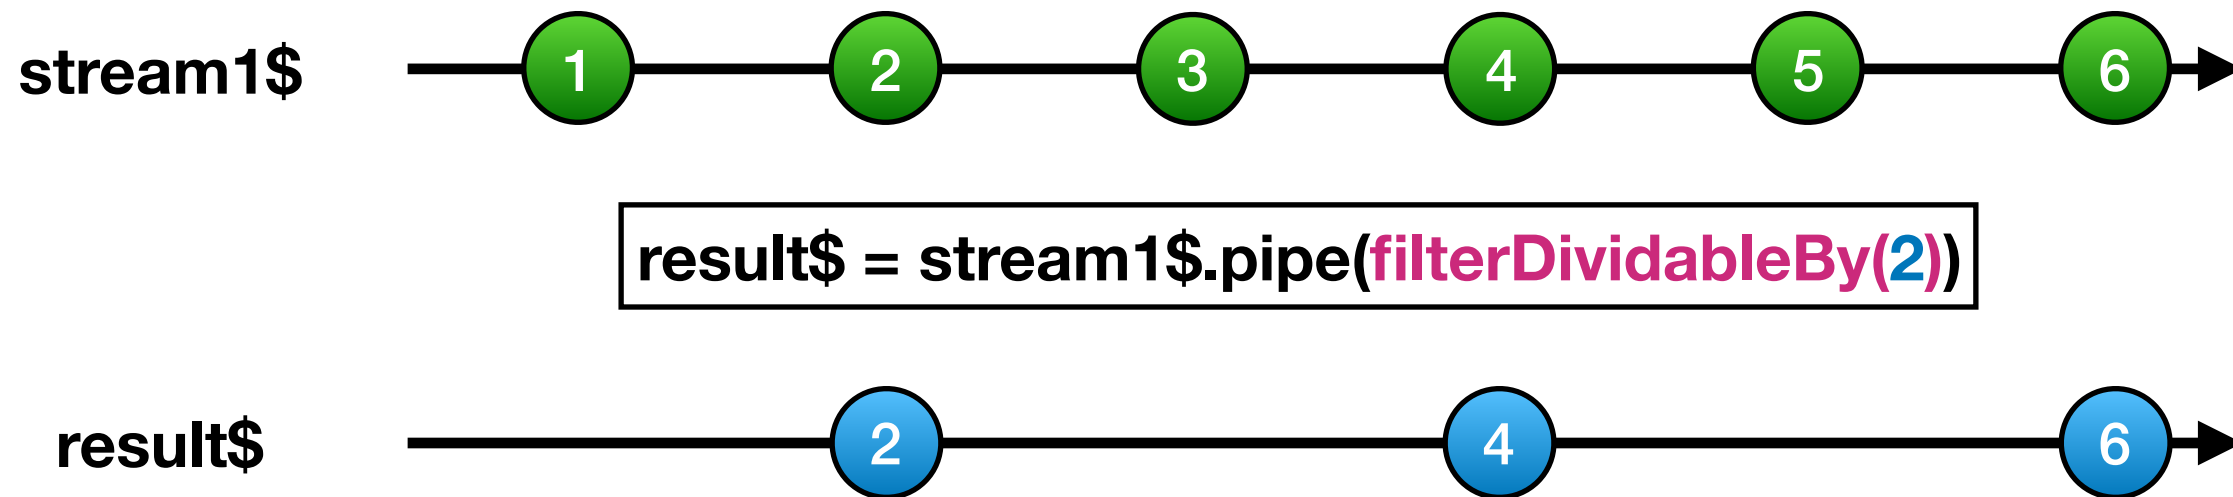 stream1$ 1 2 3 4 5 6
result$ = stream1$.pipe(filterDividableBy(2))
result$ 2 4 6